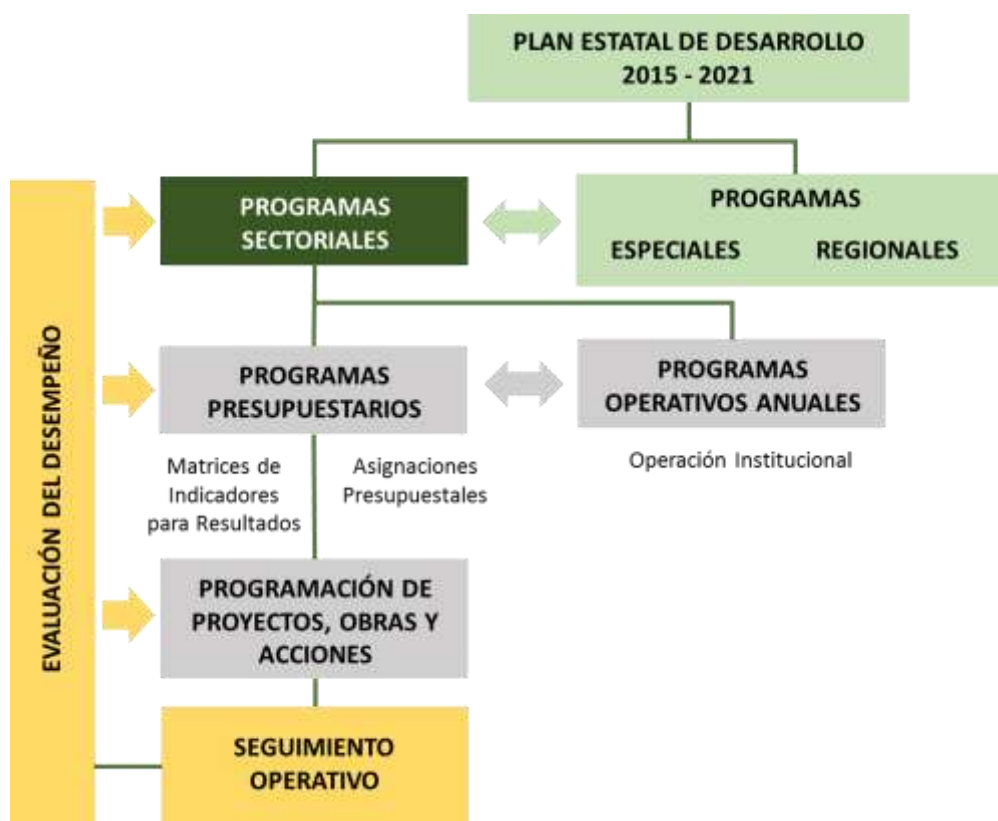 PLAN ESTATAL DE DESARROLLO
2015 - 2021
PROGRAMAS
SECTORIALES
PROGRAMAS
ESPECIALES REGIONALES
EVALUACIÓN DEL DESEMPEÑO
PROGRAMAS
PRESUPUESTARIOS
PROGRAMAS
OPERATIVOS ANUALES
Matrices de
Indicadores
para Resultados
Asignaciones
Presupuestales
Operación Institucional
PROGRAMACIÓN DE
PROYECTOS, OBRAS Y
ACCIONES
SEGUIMIENTO
OPERATIVO